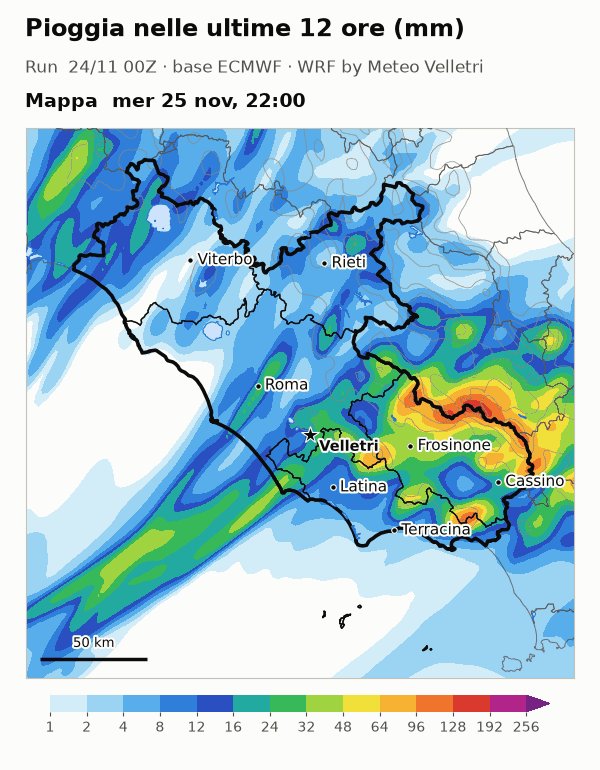 Pioggia nelle ultime 12 ore (mm)
Run  24/11 00Z · base ECMWF · WRF by Meteo Velletri
Mappa  mer 25 nov, 22:00
Viterbo
Rieti
Roma
Velletri
Frosinone
Cassino
Latina
Terracina
50 km
1 2 4 8 12 16 24 32 48 64 96 128 192 256